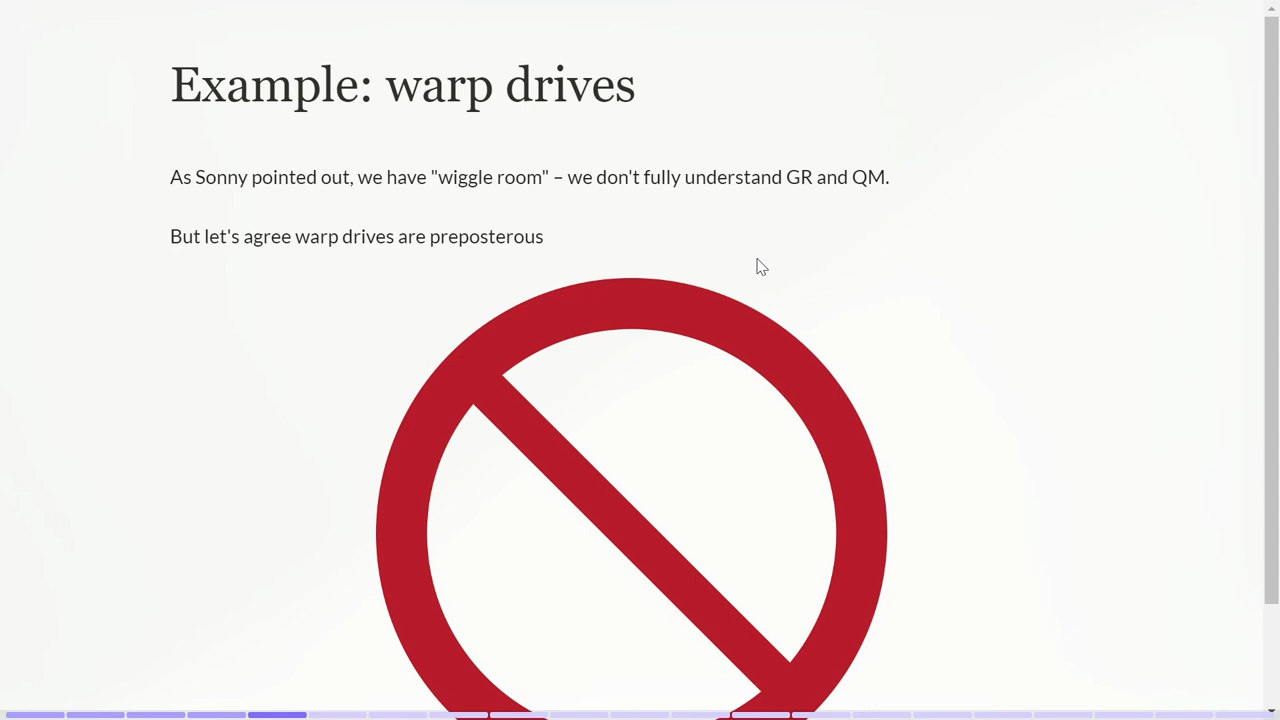 Example: warp drives
As Sonny pointed out, we have "wiggle room" – we don't fully understand GR and QM.
But let's agree warp drives are preposterous